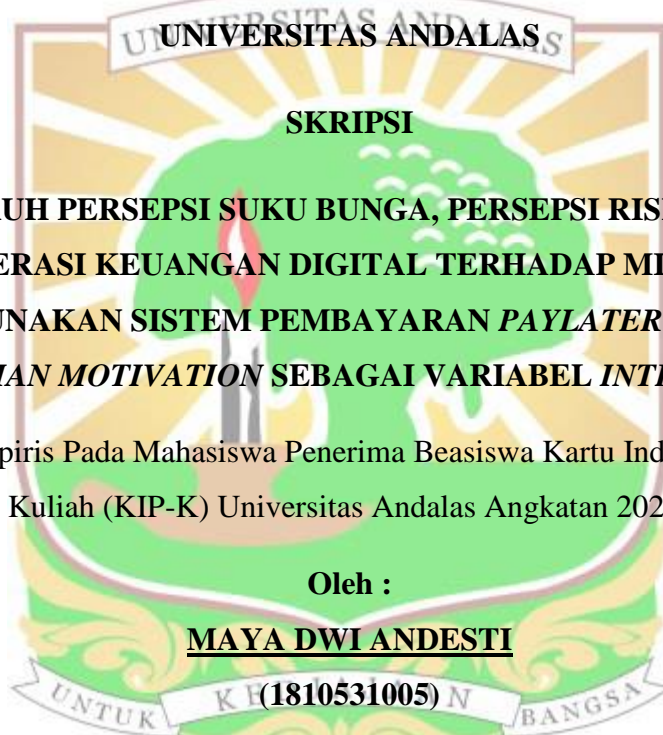 UNIVERSITAS ANDALAS
UNIVERSITAS ANDALAS
SKRIPSI
UH PERSEPSI SUKU BUNGA, PERSEPSI RIS
ERASI KEUANGAN DIGITAL TERHADAP MI
UNAKAN SISTEM PEMBAYARAN PAYLATER
IAN MOTIVATION SEBAGAI VARIABEL INT
piris Pada Mahasiswa Penerima Beasiswa Kartu Ind
Kuliah (KIP-K) Universitas Andalas Angkatan 202
Oleh :
MAYA DWI ANDESTI
(1810531005)
UNTUK K N BANGSA